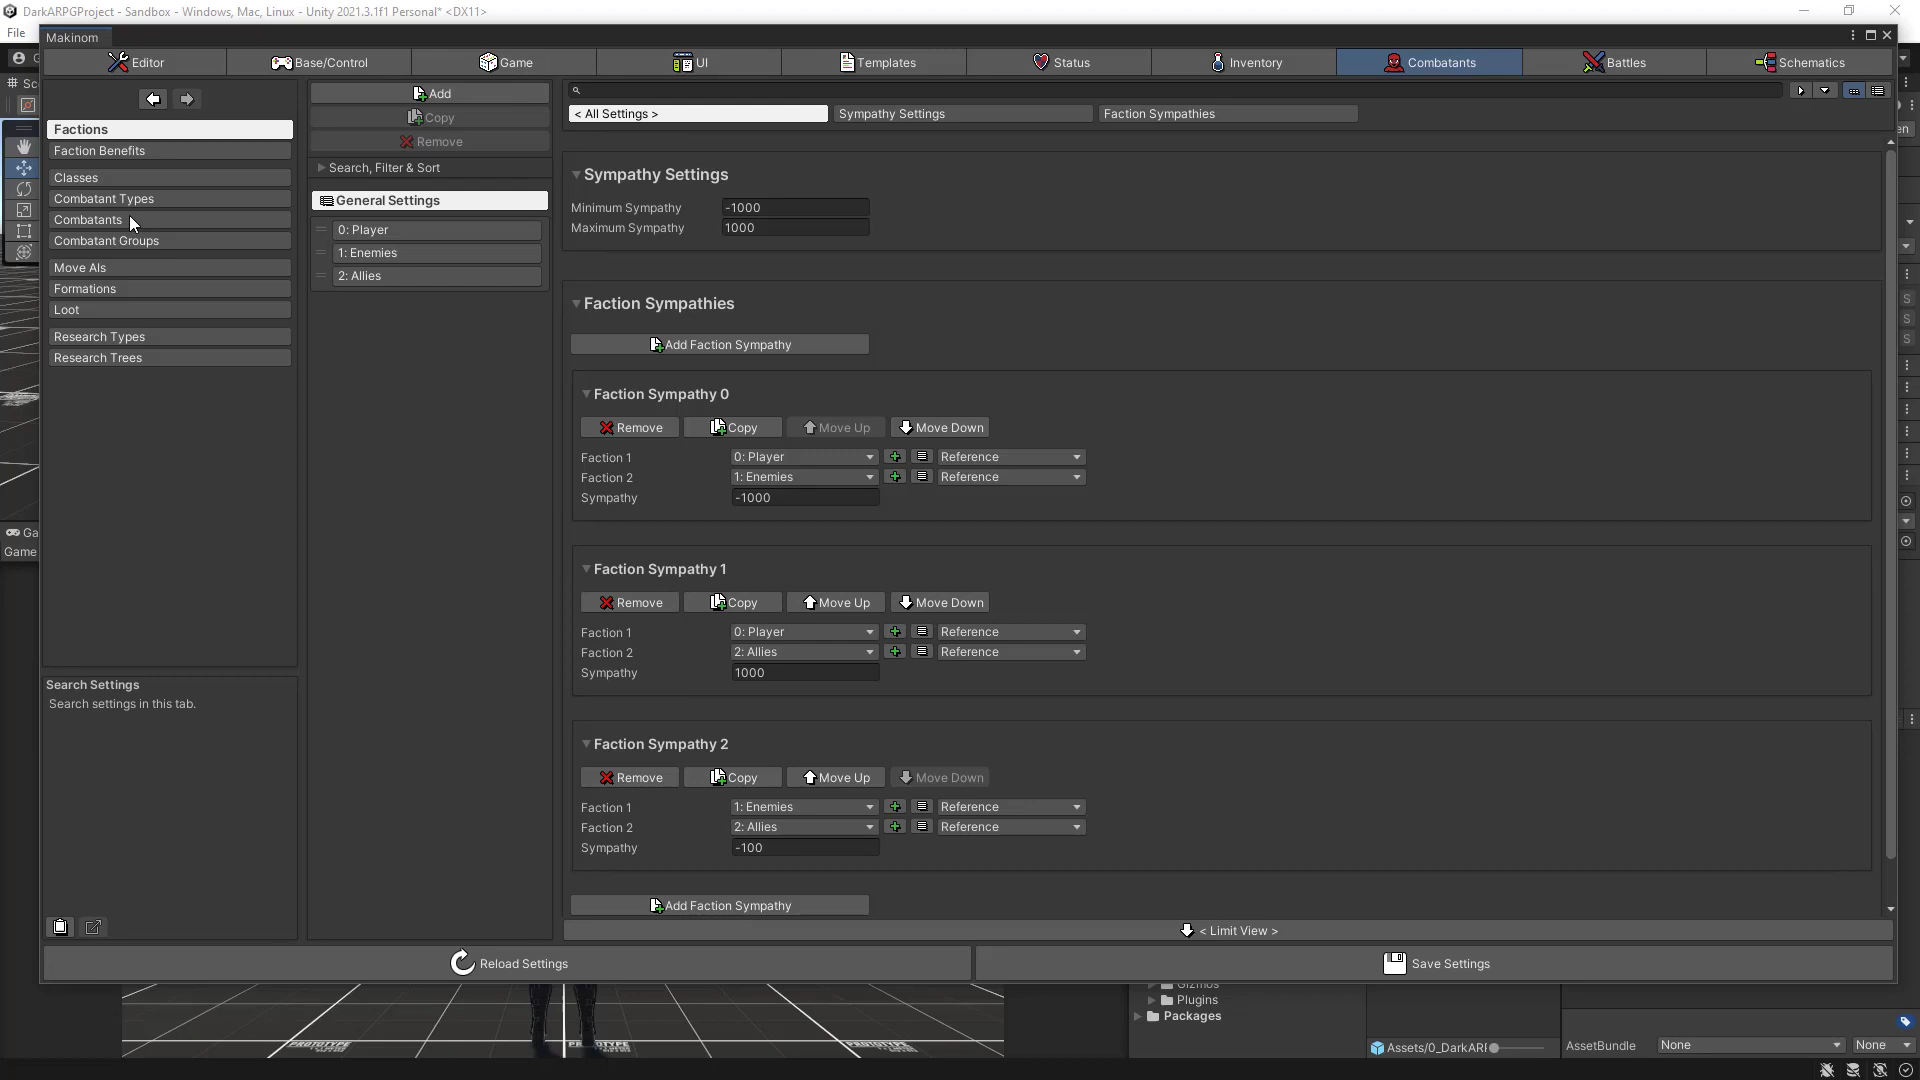 DarkARPGProject - Sandbox - Windows, Mac, Linux - Unity 2021.3.1f1 Personal* <DX11>
File
Makinom
Editor
Base/Control
Game
UI
Templates
Status
Inventory
Combatants
Battles
Schematics
Factions
Faction Benefits
Classes
Combatant Types
Combatants
Combatant Groups
Move AIs
Formations
Loot
Research Types
Research Trees
Search Settings
Search settings in this tab.
Add
Copy
Remove
Search, Filter & Sort
General Settings
0: Player
1: Enemies
2: Allies
< All Settings >
Sympathy Settings
Faction Sympathies
Sympathy Settings
Minimum Sympathy -1000
Maximum Sympathy 1000
Faction Sympathies
Add Faction Sympathy
Faction Sympathy 0
Remove Copy Move Up Move Down
Faction 1 0: Player Reference
Faction 2 1: Enemies Reference
Sympathy -1000
Faction Sympathy 1
Remove Copy Move Up Move Down
Faction 1 0: Player Reference
Faction 2 2: Allies Reference
Sympathy 1000
Faction Sympathy 2
Remove Copy Move Up Move Down
Faction 1 1: Enemies Reference
Faction 2 2: Allies Reference
Sympathy -100
Add Faction Sympathy
< Limit View >
Reload Settings
Save Settings
Game
Gizmos
Plugins
Packages
Assets/0_DarkARP
AssetBundle None None
PROTOTYPE PROTOTYPE PROTOTYPE